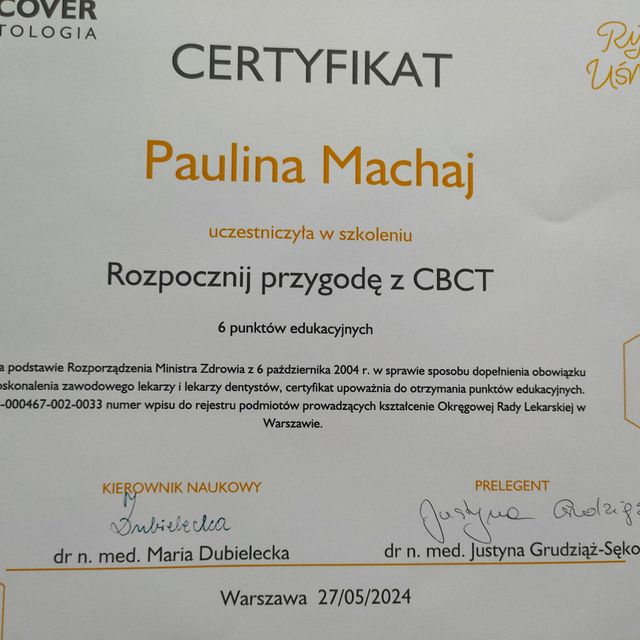 COVER
TOLOGIA
CERTYFIKAT
Paulina Machaj
uczestniczyła w szkoleniu
Rozpocznij przygodę z CBCT
6 punktów edukacyjnych
a podstawie Rozporządzenia Ministra Zdrowia z 6 października 2004 r. w sprawie sposobu dopełnienia obowiązku
oskonalenia zawodowego lekarzy i lekarzy dentystów, certyfikat upoważnia do otrzymania punktów edukacyjnych.
-000467-002-0033 numer wpisu do rejestru podmiotów prowadzących kształcenie Okręgowej Rady Lekarskiej w
Warszawie.
KIEROWNIK NAUKOWY
Dubielecka
dr n. med. Maria Dubielecka
PRELEGENT
Justyna Grudziąż
dr n. med. Justyna Grudziąż-Sęko
Warszawa 27/05/2024